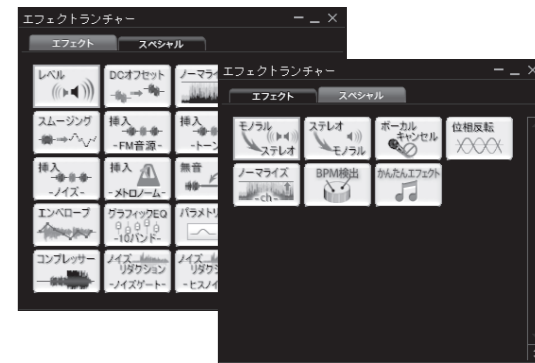 エフェクトランチャー
エフェクト スペシャル
レベル DCオフセット ノーマライ
スムージング 挿入 -FM音源- 挿入 -トーン
挿入 -ノイズ- 挿入 -メトロノーム- 無音
エンベロープ グラフィックEQ -10バンド- パラメトリ
コンプレッサー ノイズリダクション -ノイズゲート- ノイズリダクション -ヒスノイ
エフェクトランチャー
エフェクト スペシャル
モノラル ステレオ ステレオ モノラル ボーカルキャンセル 位相反転
ノーマライズ -ch- BPM検出 かんたんエフェクト